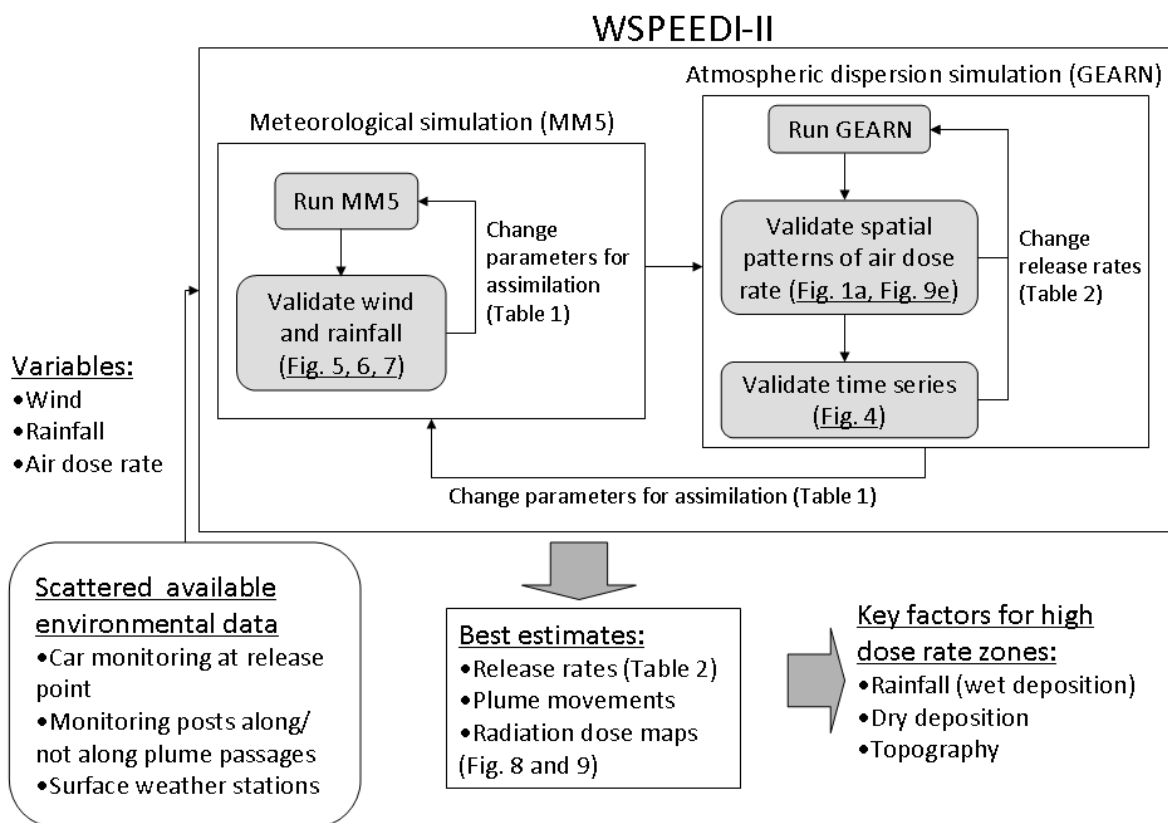 WSPEEDI-II
Atmospheric dispersion simulation (GEARN)
Meteorological simulation (MM5)
Run MM5
Validate wind
and rainfall
(Fig. 5, 6, 7)
Change
parameters for
assimilation
(Table 1)
Run GEARN
Validate spatial
patterns of air dose
rate (Fig. 1a, Fig. 9e)
Validate time series
(Fig. 4)
Change
release rates
(Table 2)
Change parameters for assimilation (Table 1)
Variables:
•Wind
•Rainfall
•Air dose rate
Scattered available
environmental data
•Car monitoring at release
point
•Monitoring posts along/
not along plume passages
•Surface weather stations
Best estimates:
•Release rates (Table 2)
•Plume movements
•Radiation dose maps
(Fig. 8 and 9)
Key factors for high
dose rate zones:
•Rainfall (wet deposition)
•Dry deposition
•Topography